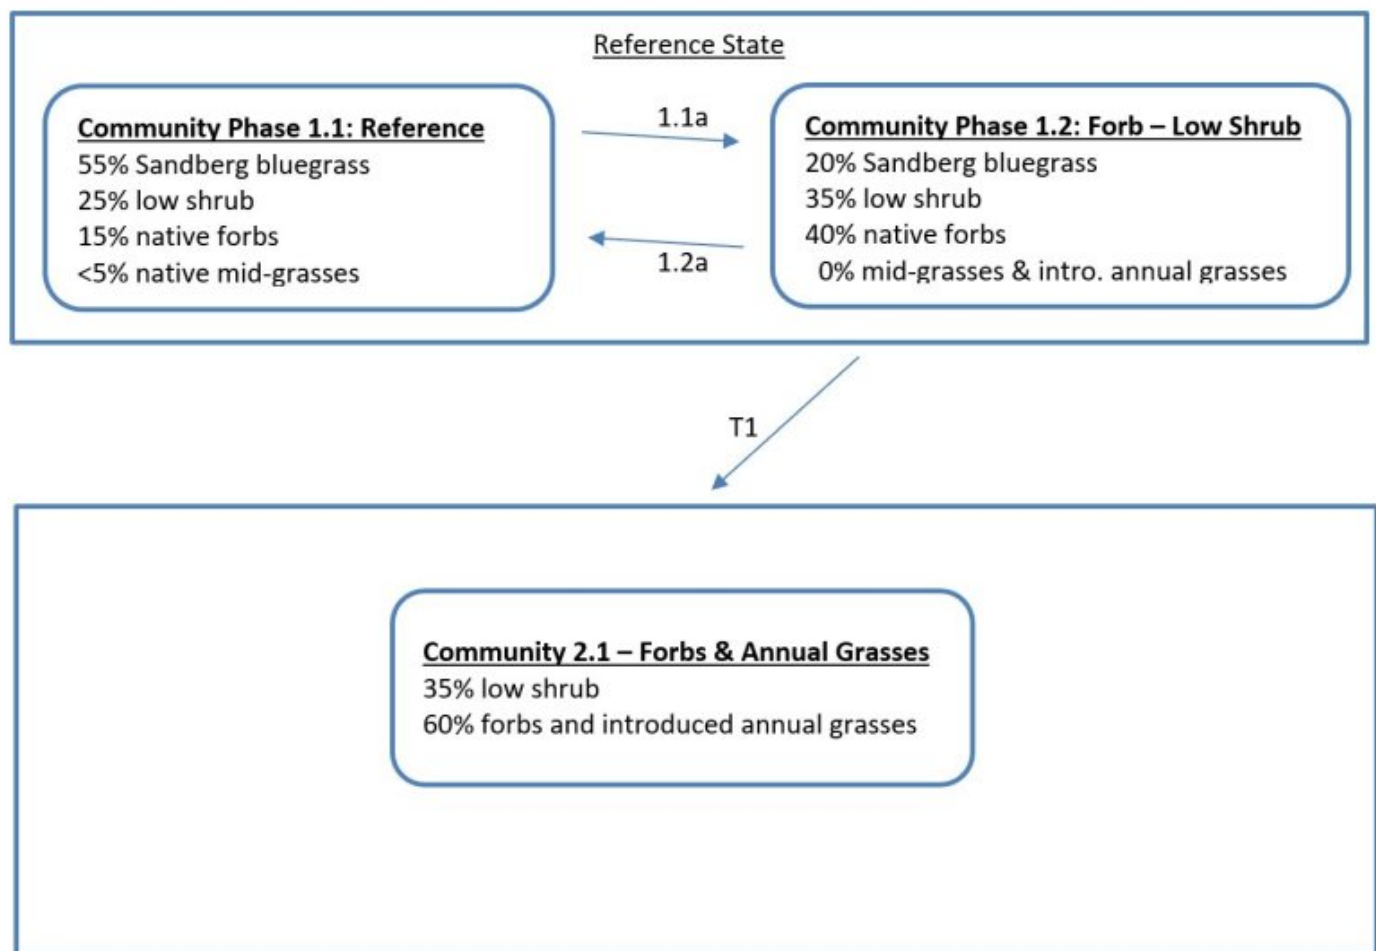 Reference State
Community Phase 1.1: Reference
55% Sandberg bluegrass
25% low shrub
15% native forbs
<5% native mid-grasses
1.1a
1.2a
Community Phase 1.2: Forb – Low Shrub
20% Sandberg bluegrass
35% low shrub
40% native forbs
0% mid-grasses & intro. annual grasses
T1
Community 2.1 – Forbs & Annual Grasses
35% low shrub
60% forbs and introduced annual grasses